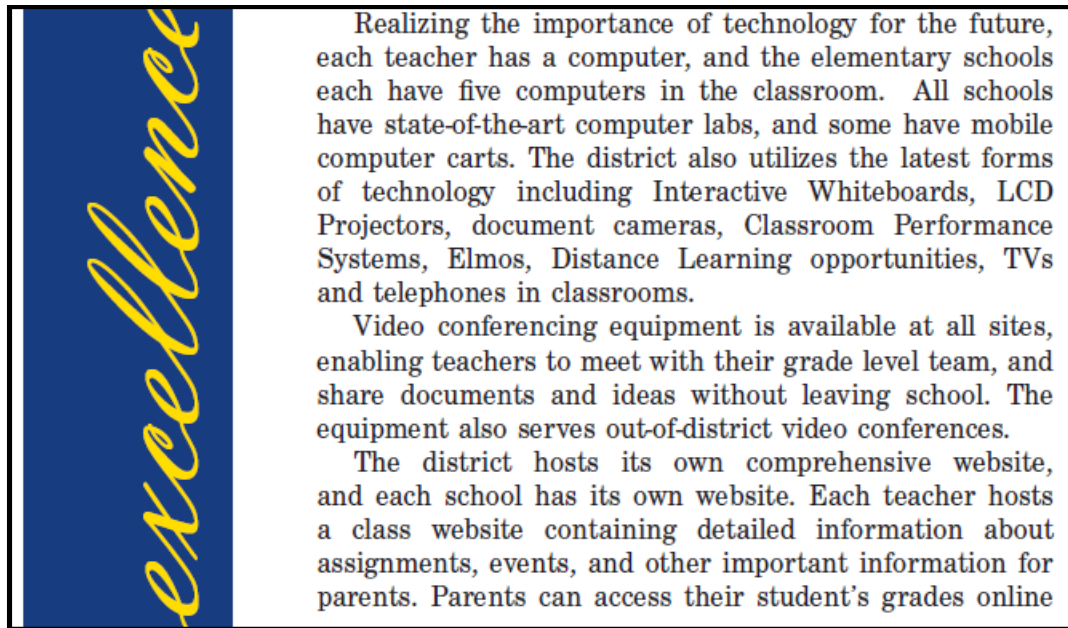 excellence
Realizing the importance of technology for the future,
each teacher has a computer, and the elementary schools
each have five computers in the classroom. All schools
have state-of-the-art computer labs, and some have mobile
computer carts. The district also utilizes the latest forms
of technology including Interactive Whiteboards, LCD
Projectors, document cameras, Classroom Performance
Systems, Elmos, Distance Learning opportunities, TVs
and telephones in classrooms.
Video conferencing equipment is available at all sites,
enabling teachers to meet with their grade level team, and
share documents and ideas without leaving school. The
equipment also serves out-of-district video conferences.
The district hosts its own comprehensive website,
and each school has its own website. Each teacher hosts
a class website containing detailed information about
assignments, events, and other important information for
parents. Parents can access their student's grades online